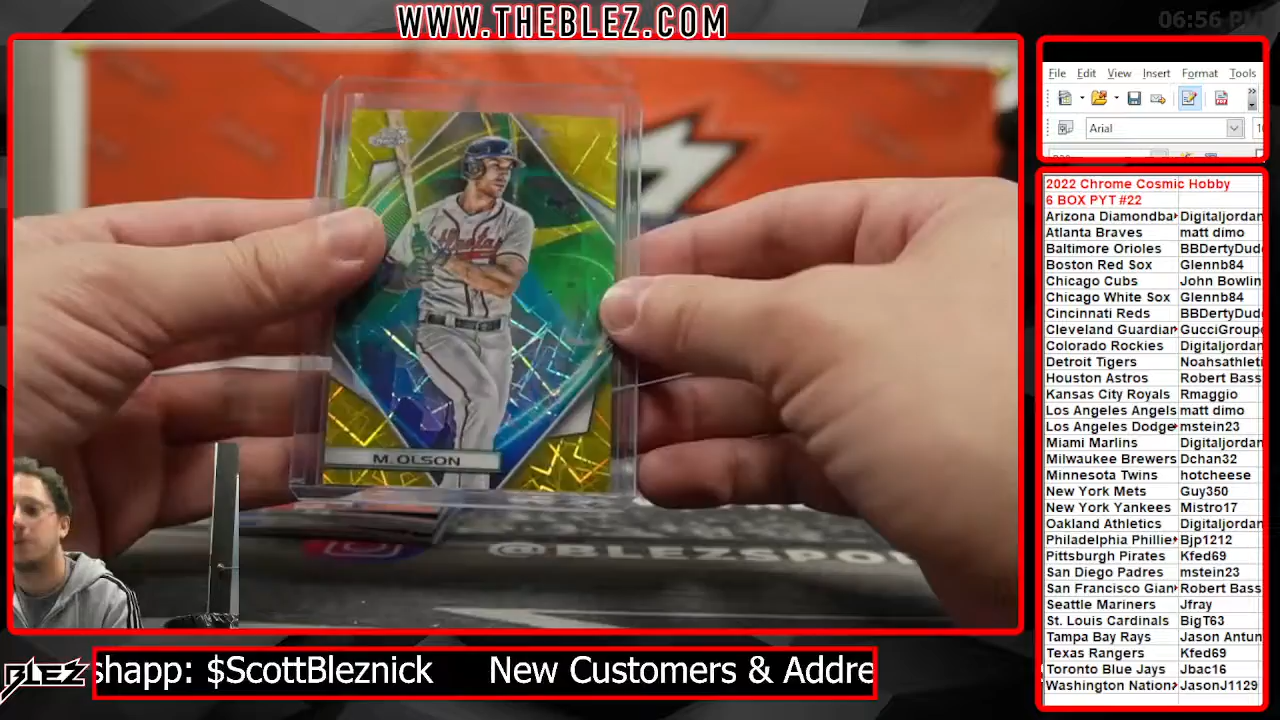 WWW.THEBLEZ.COM
06:56 PM
File Edit View Insert Format Tools
Arial
2022 Chrome Cosmic Hobby
6 BOX PYT #22
Arizona Diamondba Digitaljordan
Atlanta Braves matt dimo
Baltimore Orioles BBDertyDude
Boston Red Sox Glennb84
Chicago Cubs John Bowlin
Chicago White Sox Glennb84
Cincinnati Reds BBDertyDude
Cleveland Guardian GucciGroupe
Colorado Rockies Digitaljordan
Detroit Tigers Noahsathleti
Houston Astros Robert Bass
Kansas City Royals Rmaggio
Los Angeles Angels matt dimo
Los Angeles Dodge mstein23
Miami Marlins Digitaljordan
Milwaukee Brewers Dchan32
Minnesota Twins hotcheese
New York Mets Guy350
New York Yankees Mistro17
Oakland Athletics Digitaljordan
Philadelphia Phillie Bjp1212
Pittsburgh Pirates Kfed69
San Diego Padres mstein23
San Francisco Gian Robert Bass
Seattle Mariners Jfray
St. Louis Cardinals BigT63
Tampa Bay Rays Jason Antun
Texas Rangers Kfed69
Toronto Blue Jays Jbac16
Washington Nation JasonJ1129
M. OLSON
@BLEZSPO
BLEZ
shapp: $ScottBleznick New Customers & Addre